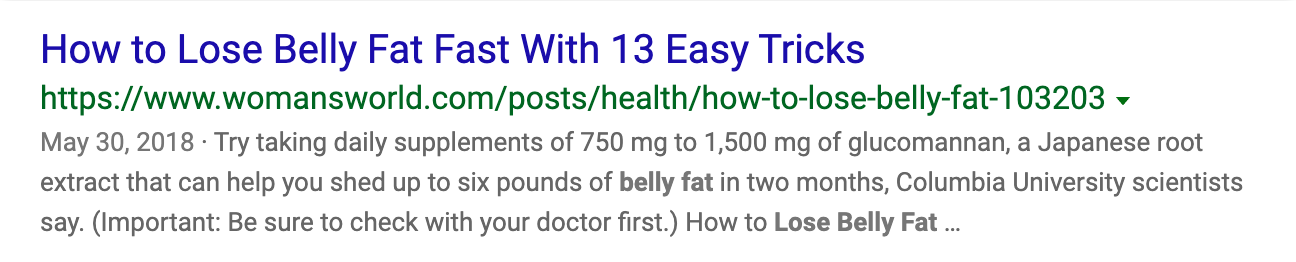 How to Lose Belly Fat Fast With 13 Easy Tricks
https://www.womansworld.com/posts/health/how-to-lose-belly-fat-103203
May 30, 2018 · Try taking daily supplements of 750 mg to 1,500 mg of glucomannan, a Japanese root
extract that can help you shed up to six pounds of belly fat in two months, Columbia University scientists
say. (Important: Be sure to check with your doctor first.) How to Lose Belly Fat ...